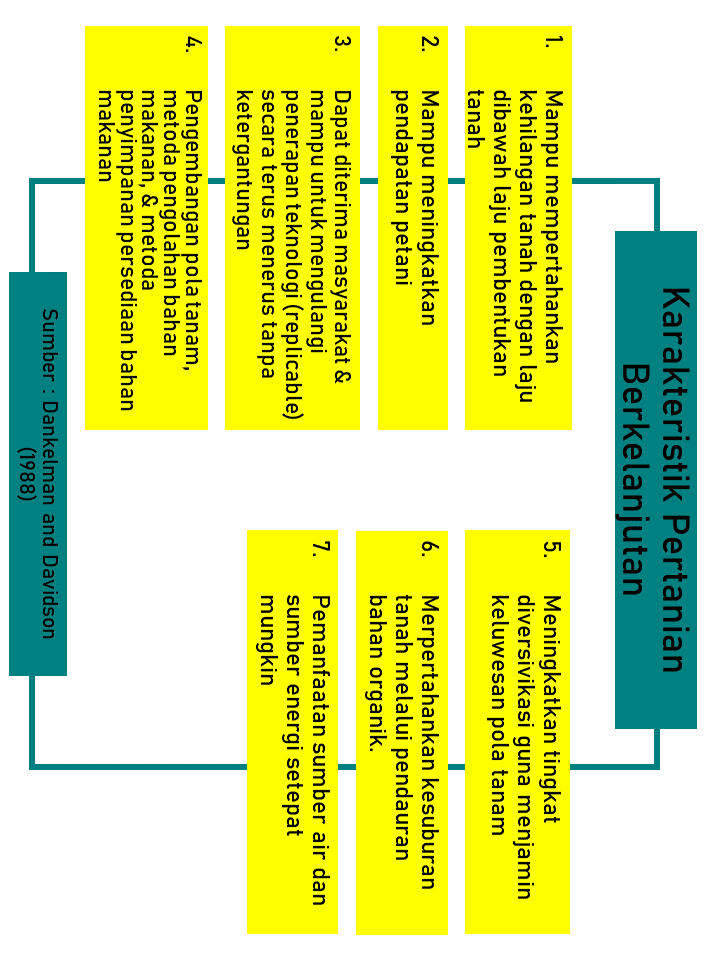 Karakteristik Pertanian
Berkelanjutan
1. Mampu mempertahankan
kehilangan tanah dengan laju
dibawah laju pembentukan
tanah
2. Mampu meningkatkan
pendapatan petani
3. Dapat diterima masyarakat &
mampu untuk mengulangi
penerapan teknologi (replicable)
secara terus menerus tanpa
ketergantungan
4. Pengembangan pola tanam,
metoda pengolahan bahan
makanan, & metoda
penyimpanan persediaan bahan
makanan
5. Meningkatkan tingkat
diversivikasi guna menjamin
keluwesan pola tanam
6. Merpertahankan kesuburan
tanah melalui pendauran
bahan organik.
7. Pemanfaatan sumber air dan
sumber energi setepat
mungkin
Sumber : Dankelman and Davidson
(1988)